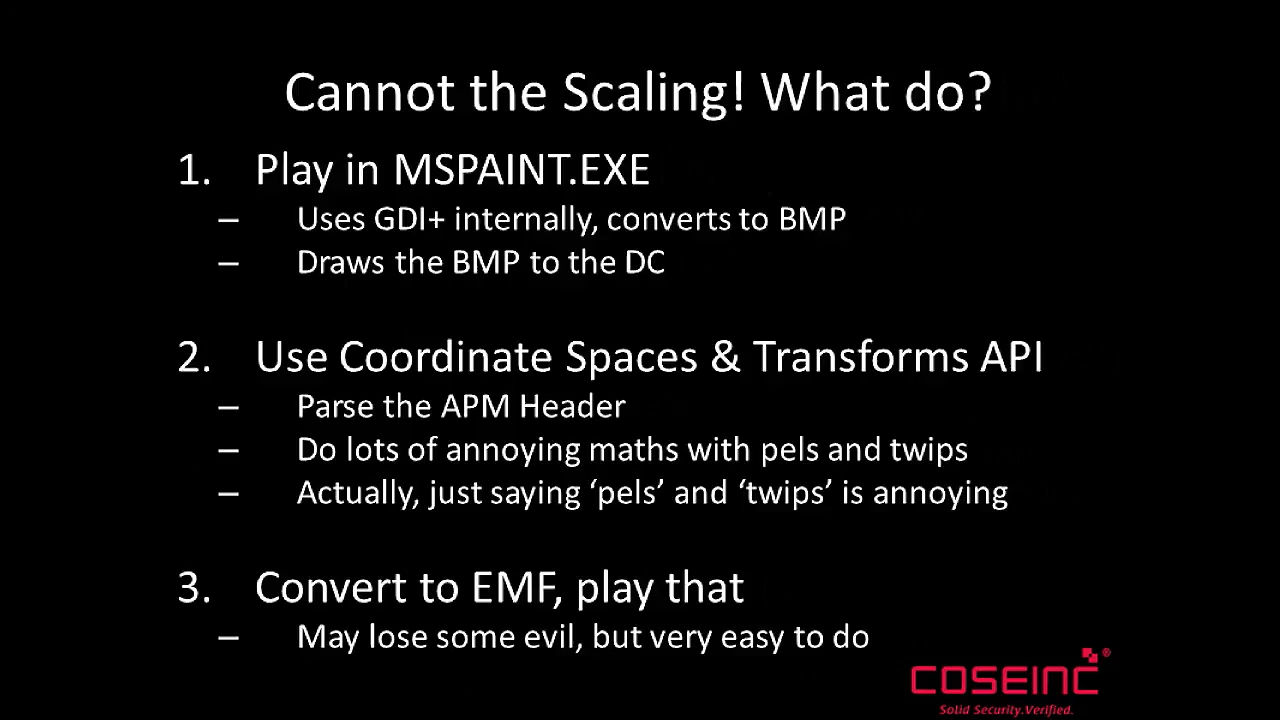 Cannot the Scaling! What do?
1. Play in MSPAINT.EXE
– Uses GDI+ internally, converts to BMP
– Draws the BMP to the DC
2. Use Coordinate Spaces & Transforms API
– Parse the APM Header
– Do lots of annoying maths with pels and twips
– Actually, just saying ‘pels’ and ‘twips’ is annoying
3. Convert to EMF, play that
– May lose some evil, but very easy to do
COSEINC®
Solid Security.Verified.